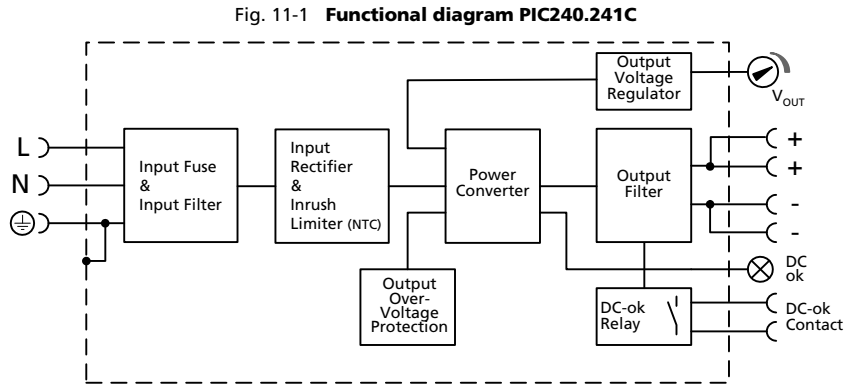 Fig. 11-1 Functional diagram PIC240.241C
Output
Voltage
Regulator
VOUT
L
N
Input Fuse
&
Input Filter
Input
Rectifier
&
Inrush
Limiter (NTC)
Power
Converter
Output
Filter
+
+
-
-
Output
Over-
Voltage
Protection
DC
ok
DC-ok
Relay
DC-ok
Contact